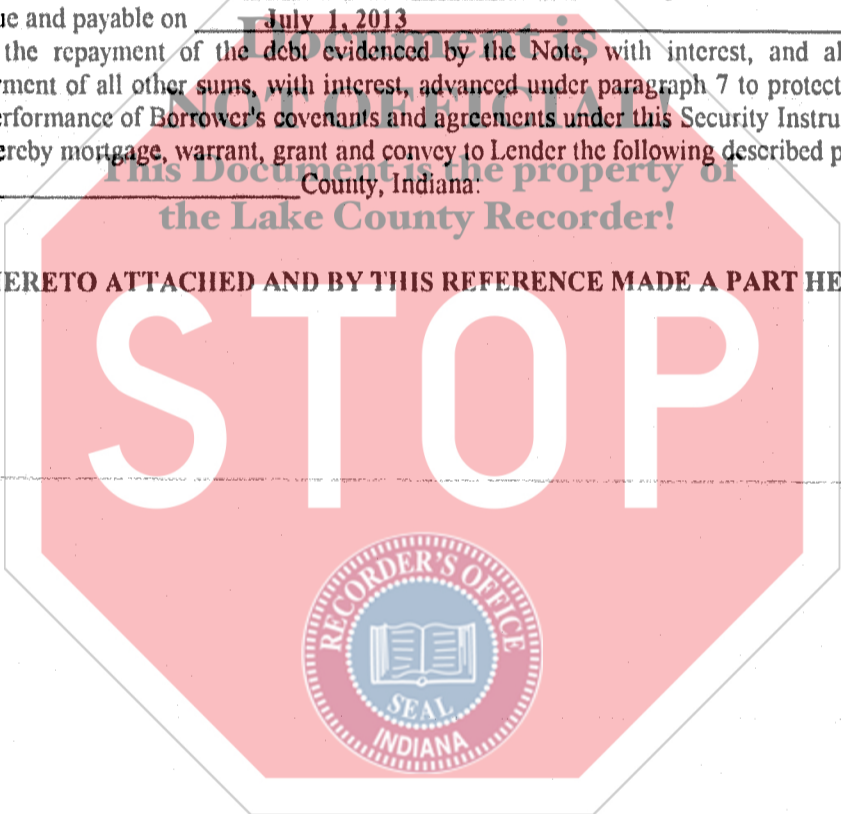 ue and payable on July 1, 2013
Document is
the repayment of the debt evidenced by the Note, with interest, and al
ment of all other sums, with interest, advanced under paragraph 7 to protect
NOT OFFICIAL!
erformance of Borrower's covenants and agreements under this Security Instru
ereby mortgage, warrant, grant and convey to Lender the following described p
This Document is the property of
County, Indiana:
the Lake County Recorder!
ERETO ATTACHED AND BY THIS REFERENCE MADE A PART HE
STOP
RECORDER'S OFFICE
SEAL
INDIANA